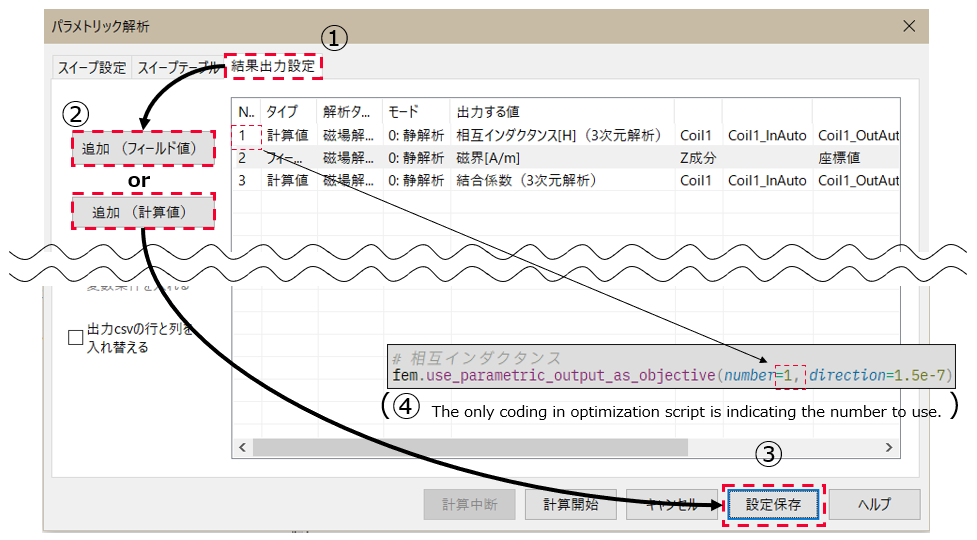 パラメトリック解析
①
スイープ設定 スイープテーブル 結果出力設定
②
追加 （フィールド値）
or
追加 （計算値）
N.. タイプ 解析タ... モード 出力する値
1 計算値 磁場解... 0: 静解析 相互インダクタンス[H] （3次元解析） Coil1 Coil1_InAuto Coil1_OutAut
2 フィー... 磁場解... 0: 静解析 磁界[A/m] Z成分 座標値
3 計算値 磁場解... 0: 静解析 結合係数（3次元解析） Coil1 Coil1_InAuto Coil1_OutAut
変数条件を入れる
出力csvの行と列を
入れ替える
# 相互インダクタンス
fem.use_parametric_output_as_objective(number=1, direction=1.5e-7)
(④ The only coding in optimization script is indicating the number to use. )
③
計算中断 計算開始 キャンセル 設定保存 ヘルプ